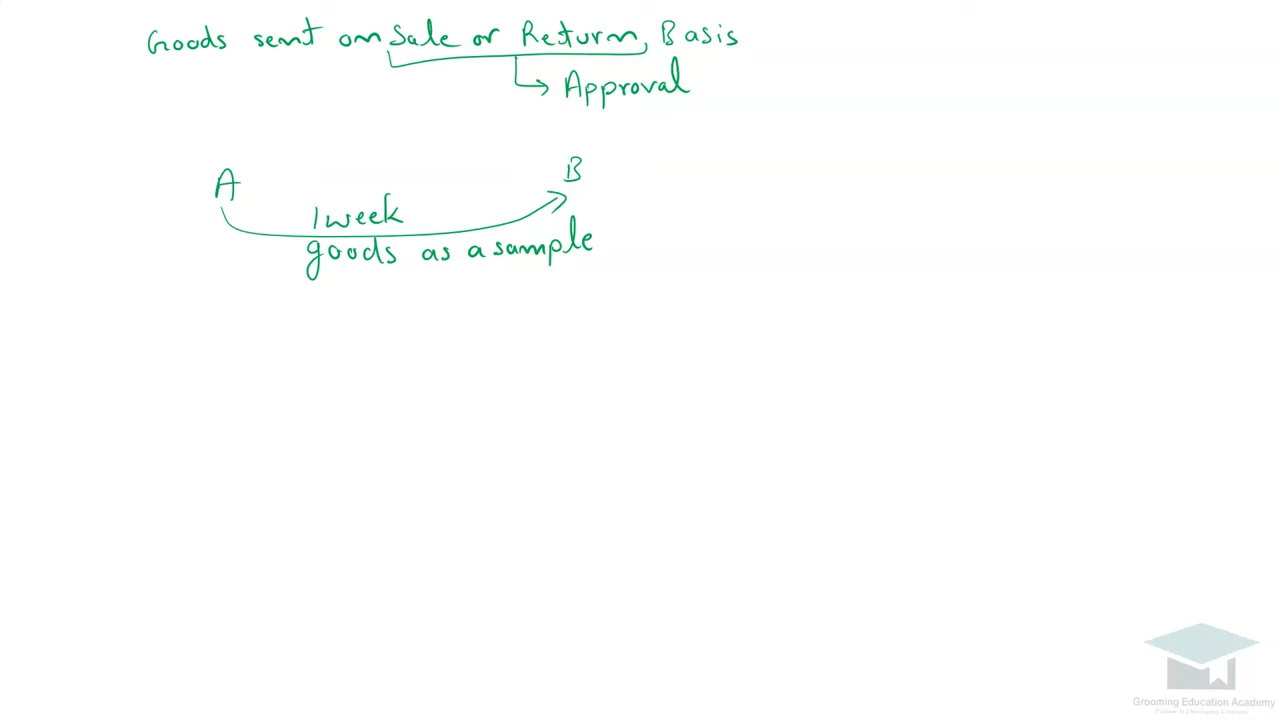 Goods sent on Sale or Return Basis
Approval
A
B
1 week
goods as a sample
Grooming Education Academy